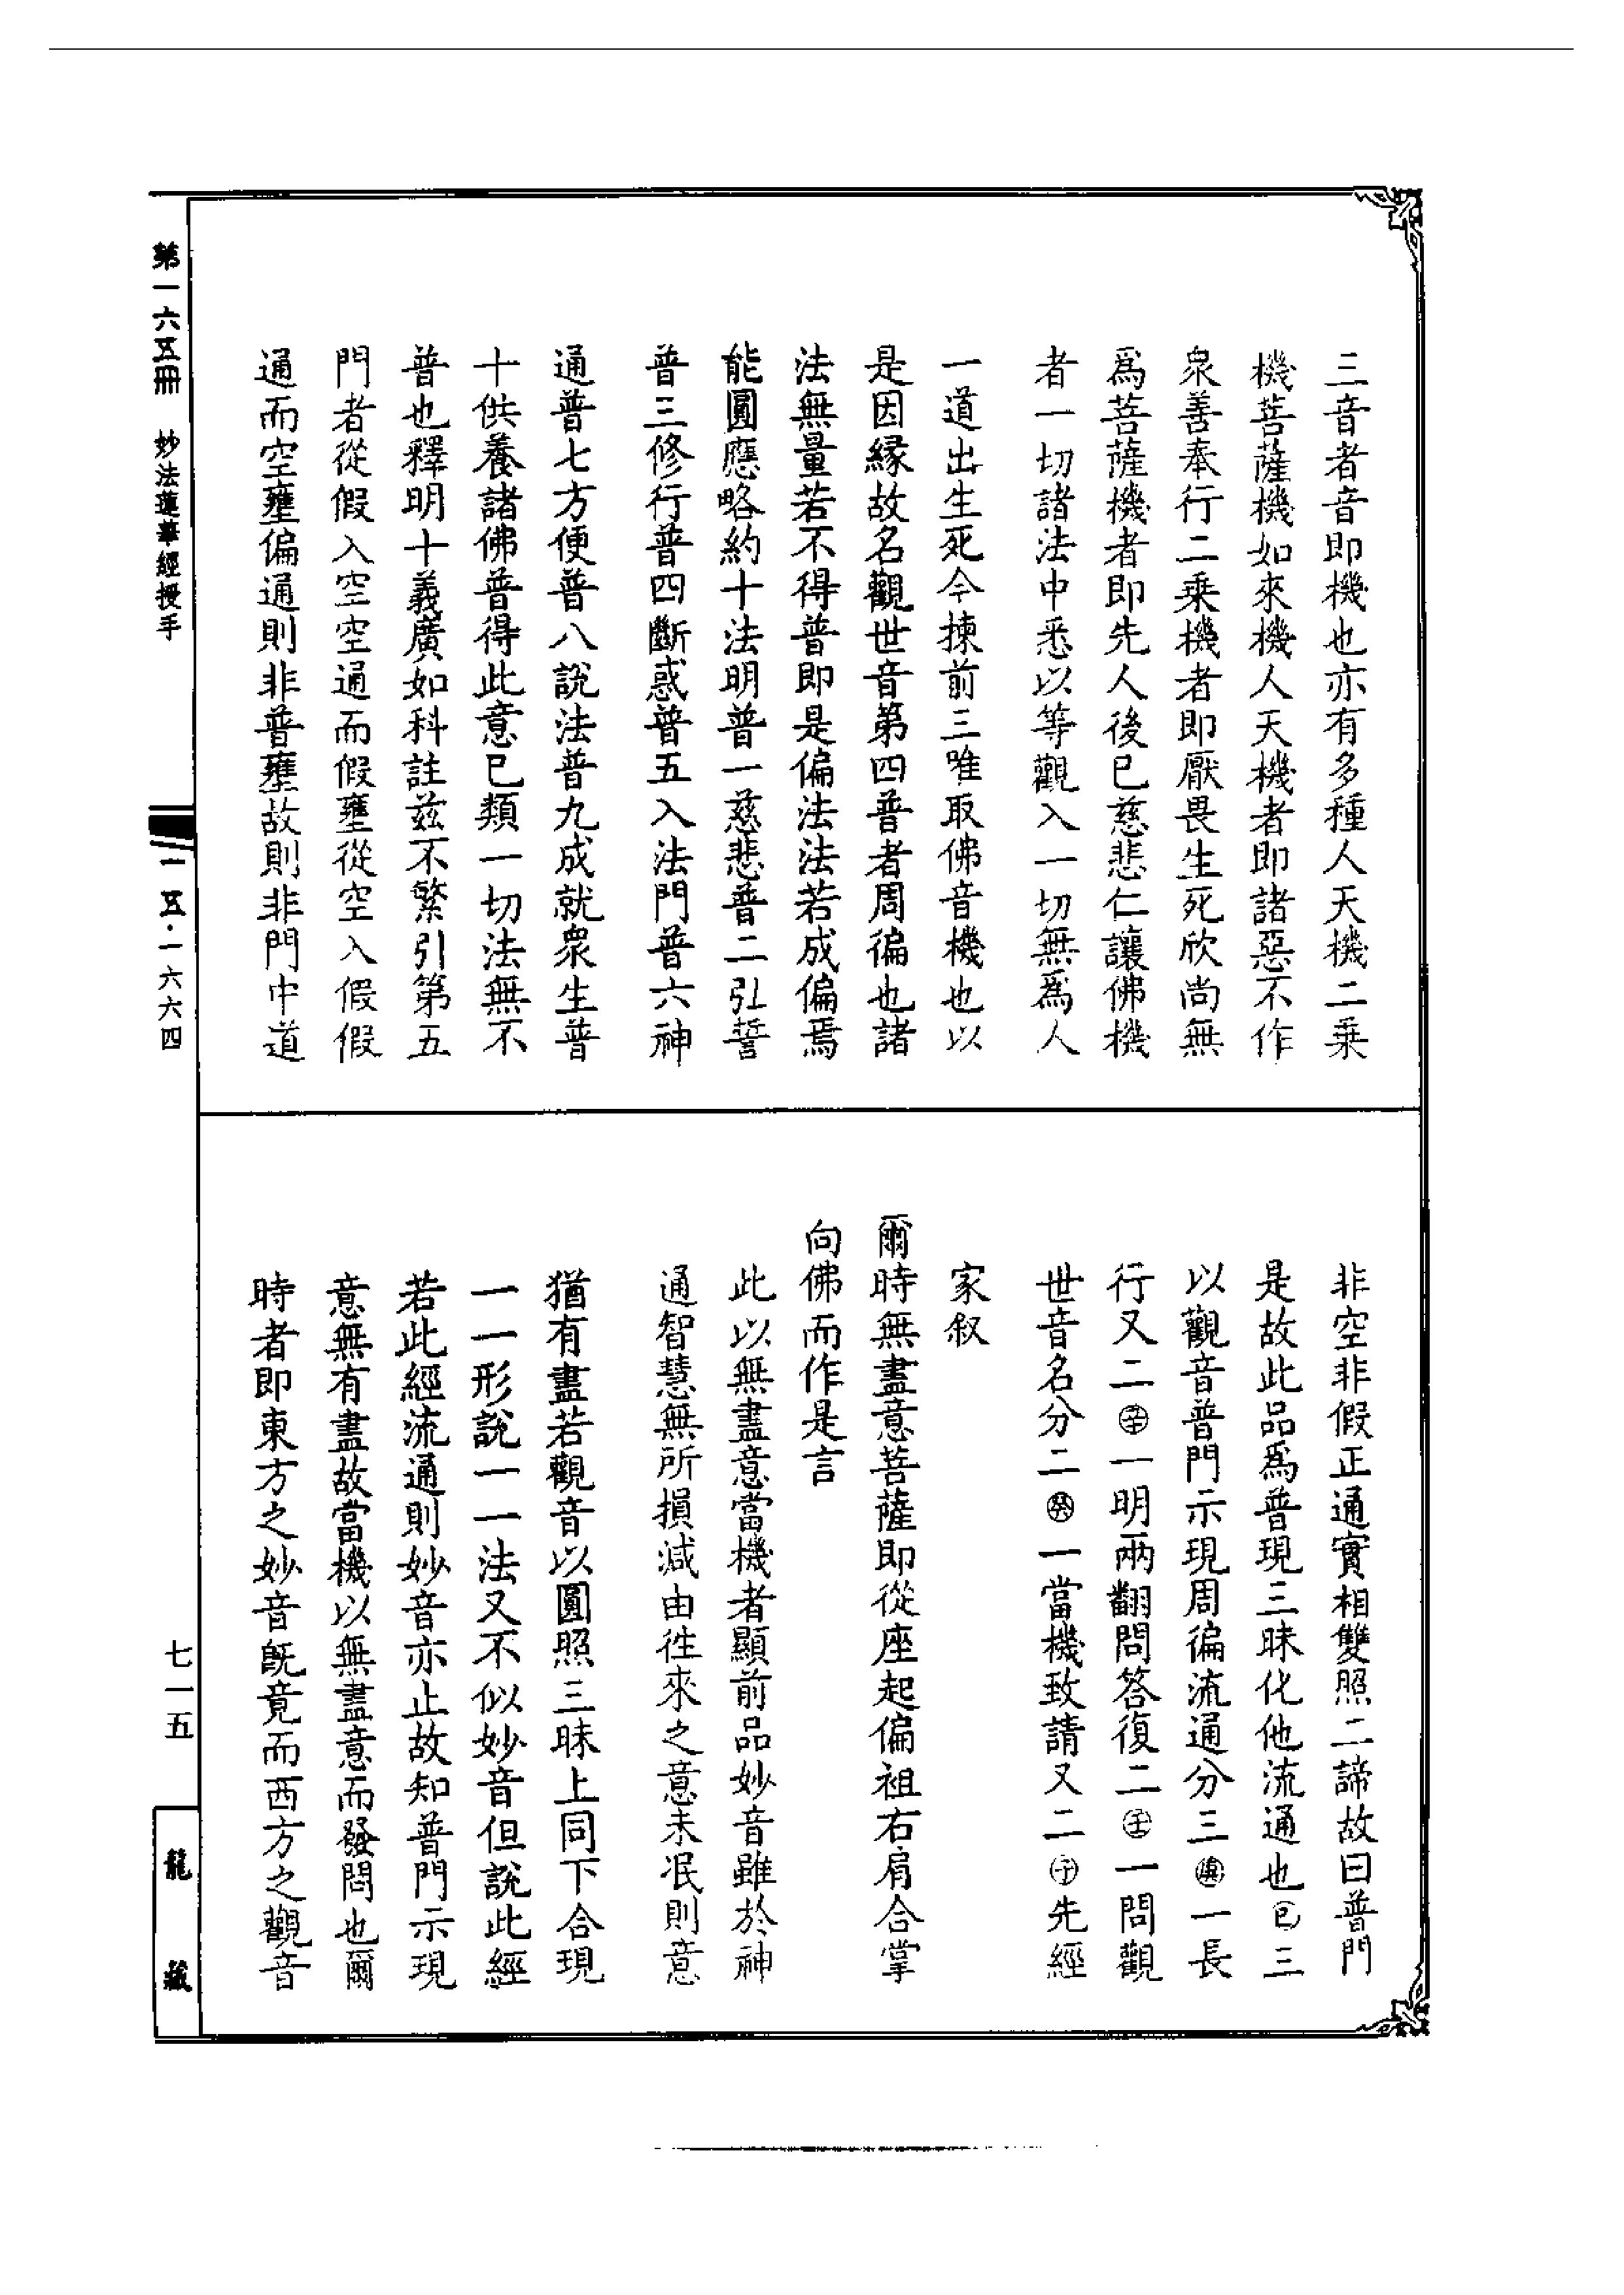 三音者音即機也亦有多種人天機二乗
機菩薩機如來機人天機者即諸惡不作
衆善奉行二乗機者即厭畏生死欣尚無
爲菩薩機者即先人後已慈悲仁讓佛機
者一切諸法中悉以等觀入一切無爲人
一道出生死今揀前三唯取佛音機也以
是因縁故名觀世音第四普者周徧也諸
法無量若不得普即是偏法法若成偏焉
能圓應略約十法明普一慈悲普二弘誓
普三修行普四斷惑普五入法門普六神
通普七方便普八說法普九成就衆生普
十供養諸佛普得此意已類一切法無不
普也釋明十義廣如科註兹不繁引第五
門者從假入空空通而假壅從空入假假
通而空壅偏通則非普壅故則非門中道
非空非假正通實相雙照二諦故曰普門
是故此品爲普現三昧化他流通也㔾三
以觀音普門示現周徧流通分三庚一長
行又二辛一明兩翻問答復二壬一問觀
世音名分二癸一當機致請又二子先經
家叙
爾時無盡意菩薩即從座起偏袒右肩合掌
向佛而作是言
此以無盡意當機者顯前品妙音雖於神
通智慧無所損減由徃來之意未泯則意
猶有盡若觀音以圓照三昧上同下合現
一一形說一一法又不似妙音但說此經
若此經流通則妙音亦止故知普門示現
意無有盡故當機以無盡意而發問也爾
時者即東方之妙音旣竟而西方之觀音
第一六五冊 妙法蓮華經授手
一一五·一六六四
七一五
龍藏